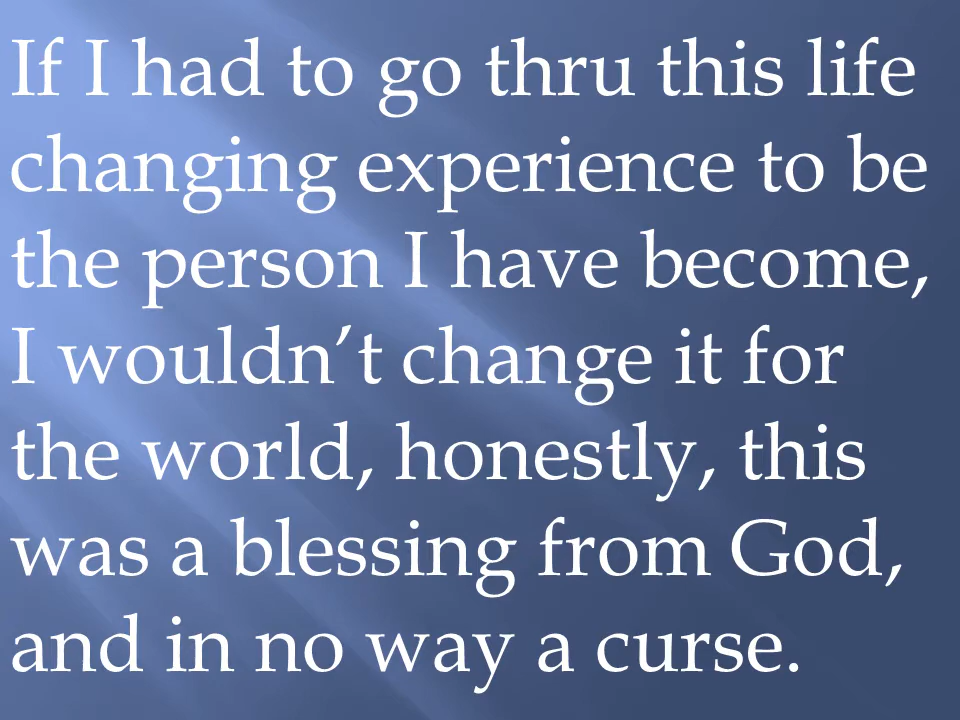 If I had to go thru this life
changing experience to be
the person I have become,
I wouldn’t change it for
the world, honestly, this
was a blessing from God,
and in no way a curse.